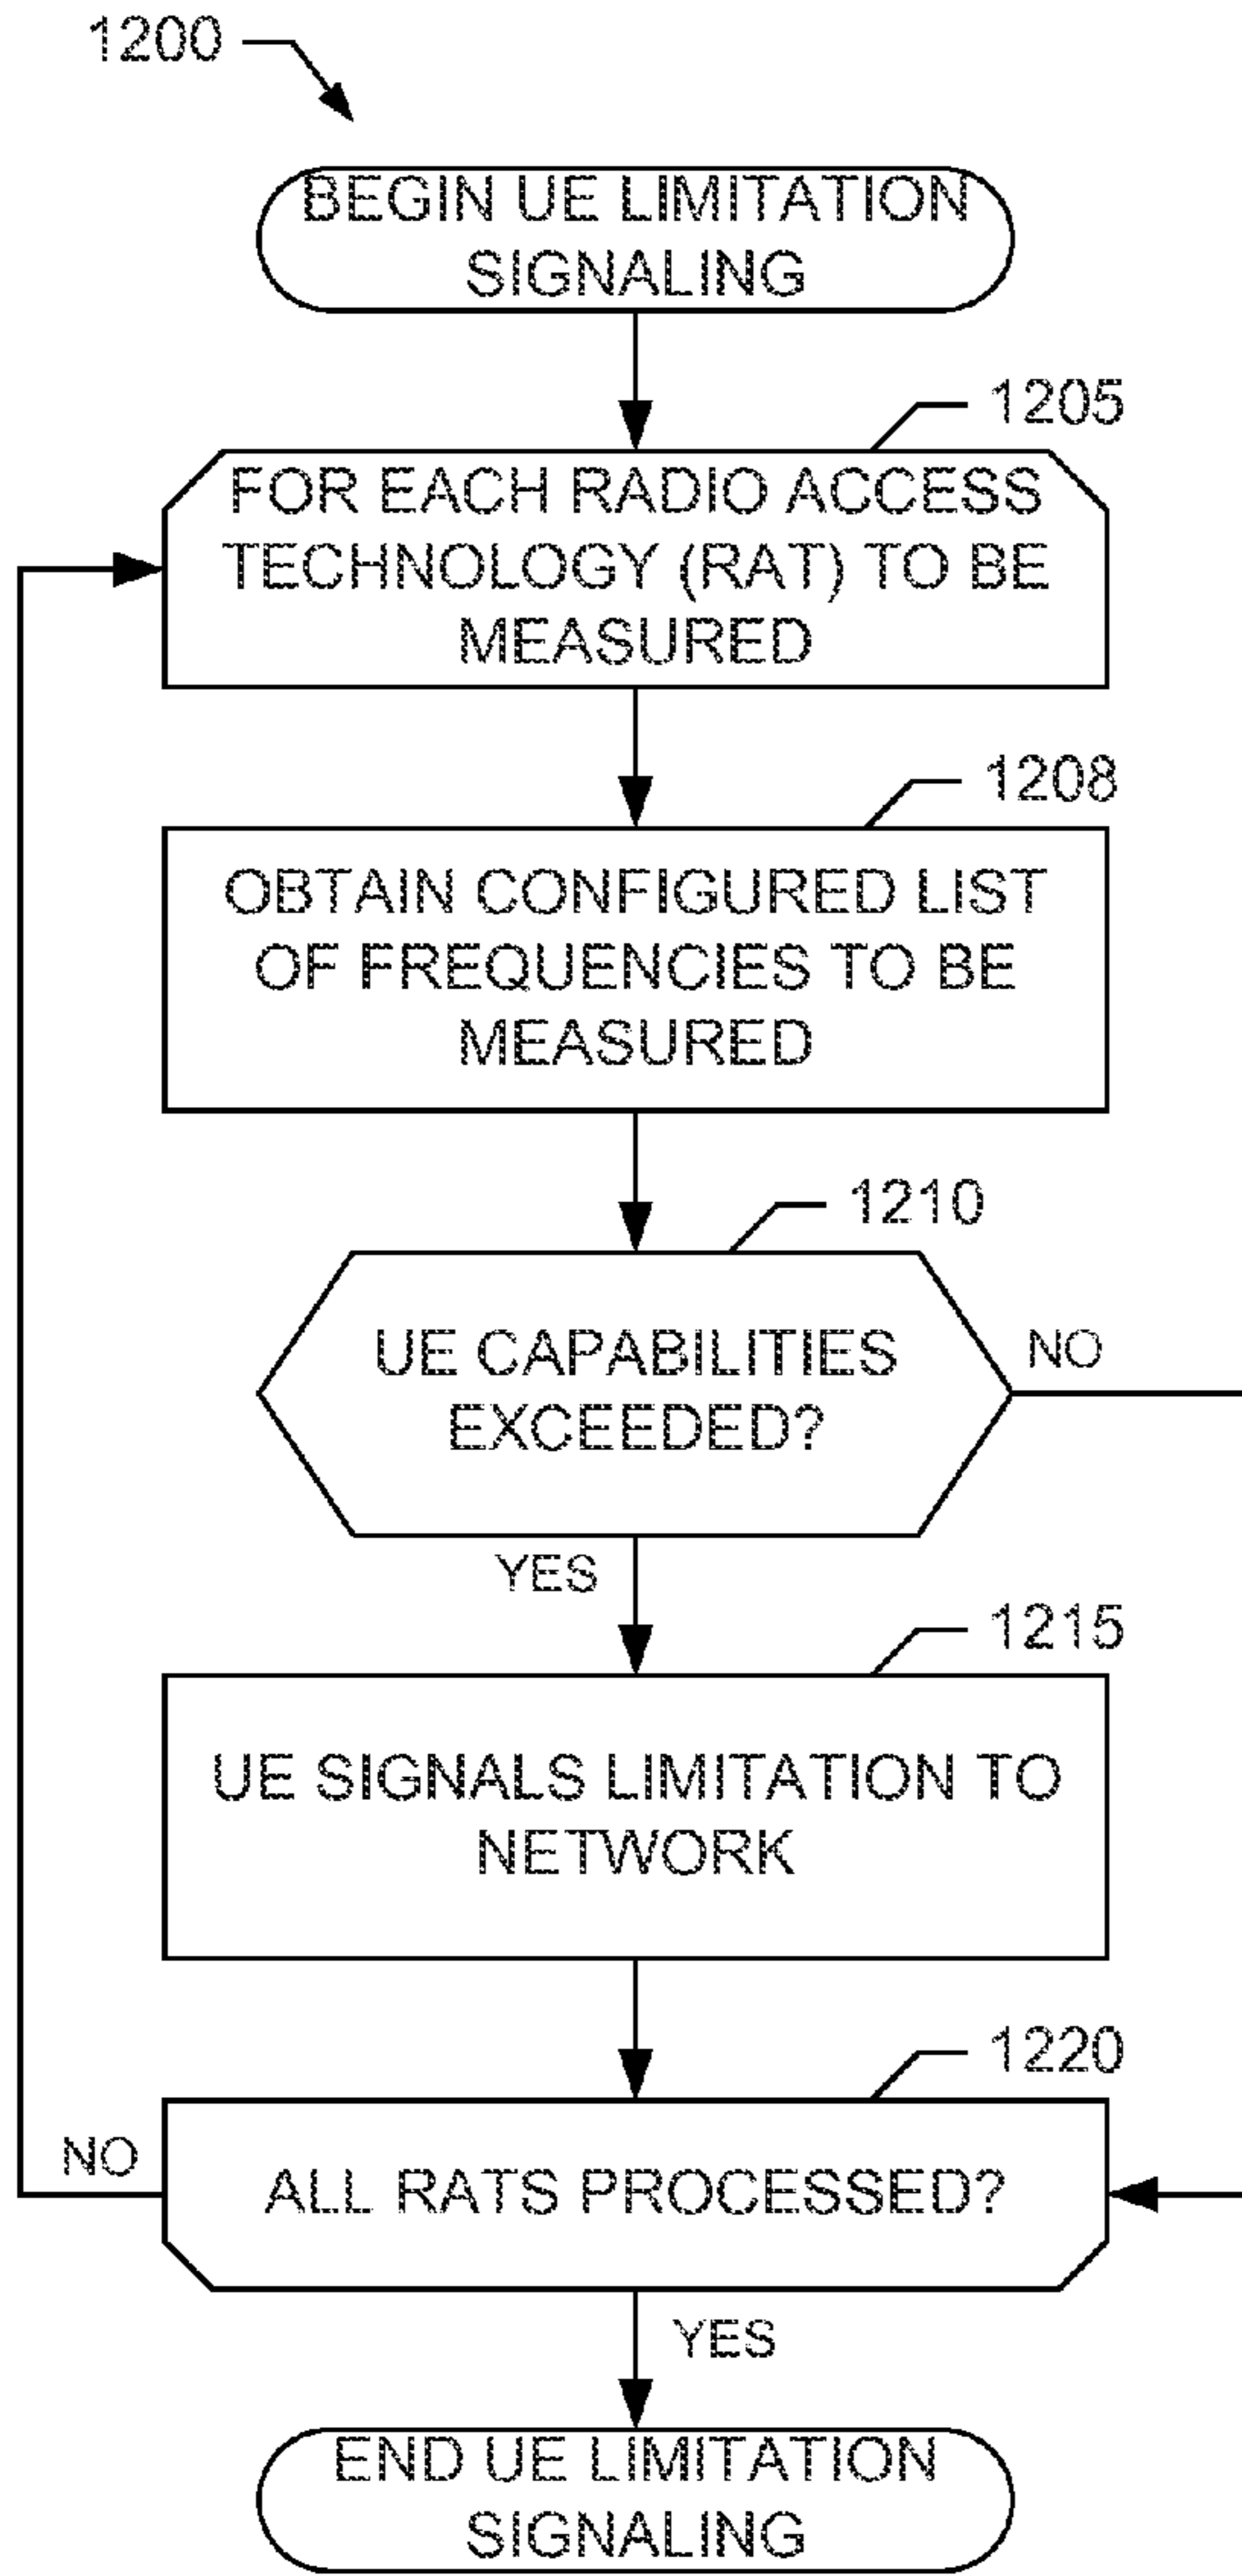 1200
BEGIN UE LIMITATION
SIGNALING
1205
FOR EACH RADIO ACCESS
TECHNOLOGY (RAT) TO BE
MEASURED
1208
OBTAIN CONFIGURED LIST
OF FREQUENCIES TO BE
MEASURED
1210
UE CAPABILITIES
EXCEEDED?
NO
YES
1215
UE SIGNALS LIMITATION TO
NETWORK
1220
NO
ALL RATS PROCESSED?
YES
END UE LIMITATION
SIGNALING